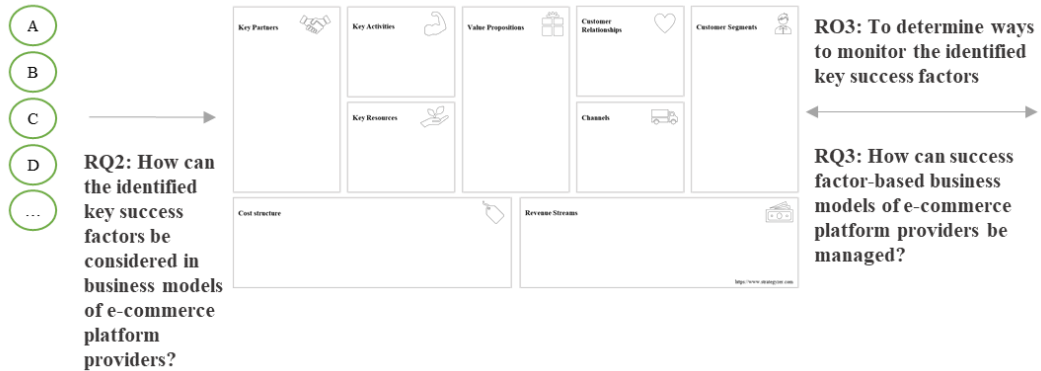 A
B
C
D
...
RQ2: How can
the identified
key success
factors be
considered in
business models
of e-commerce
platform
providers?
Key Partners
Key Activities
Key Resources
Value Propositions
Customer
Relationships
Channels
Customer Segments
Cost structure
Revenue Streams
https://www.strategyzer.com
RO3: To determine ways
to monitor the identified
key success factors
RQ3: How can success
factor-based business
models of e-commerce
platform providers be
managed?